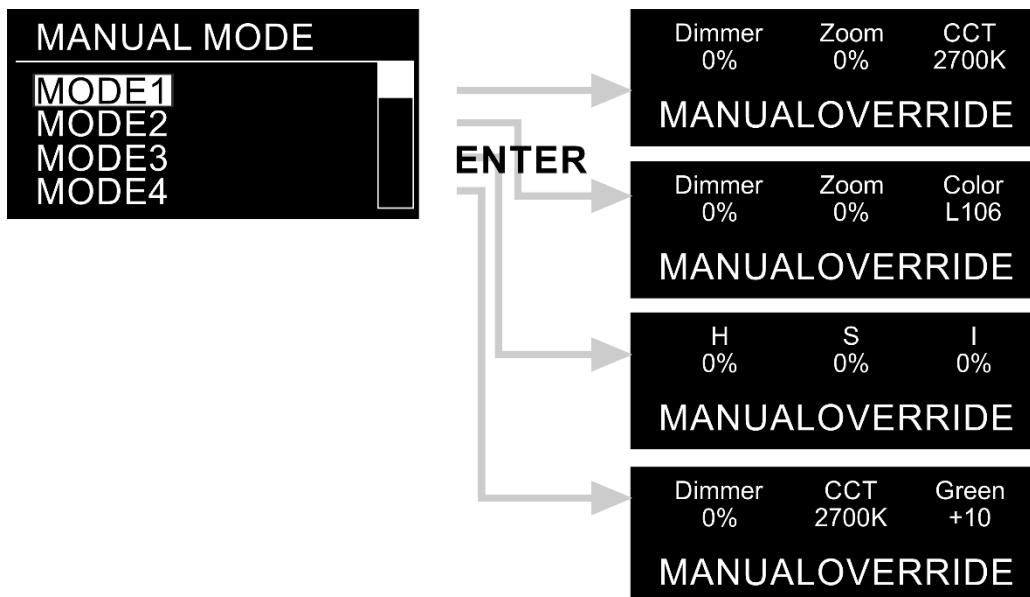 MANUAL MODE
MODE1
MODE2
MODE3
MODE4
ENTER
Dimmer Zoom CCT
0% 0% 2700K
MANUALOVERRIDE
Dimmer Zoom Color
0% 0% L106
MANUALOVERRIDE
H S I
0% 0% 0%
MANUALOVERRIDE
Dimmer CCT Green
0% 2700K +10
MANUALOVERRIDE